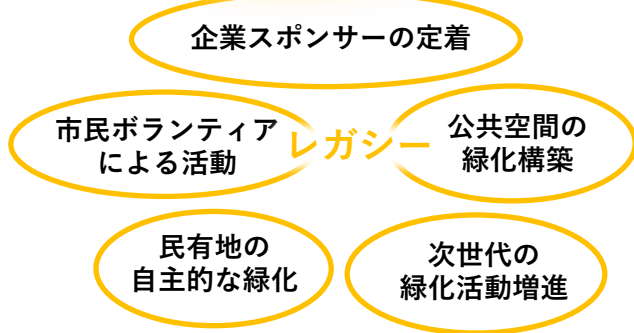 企業スポンサーの定着
市民ボランティア
による活動
レガシー
公共空間の
緑化構築
民有地の
自主的な緑化
次世代の
緑化活動増進